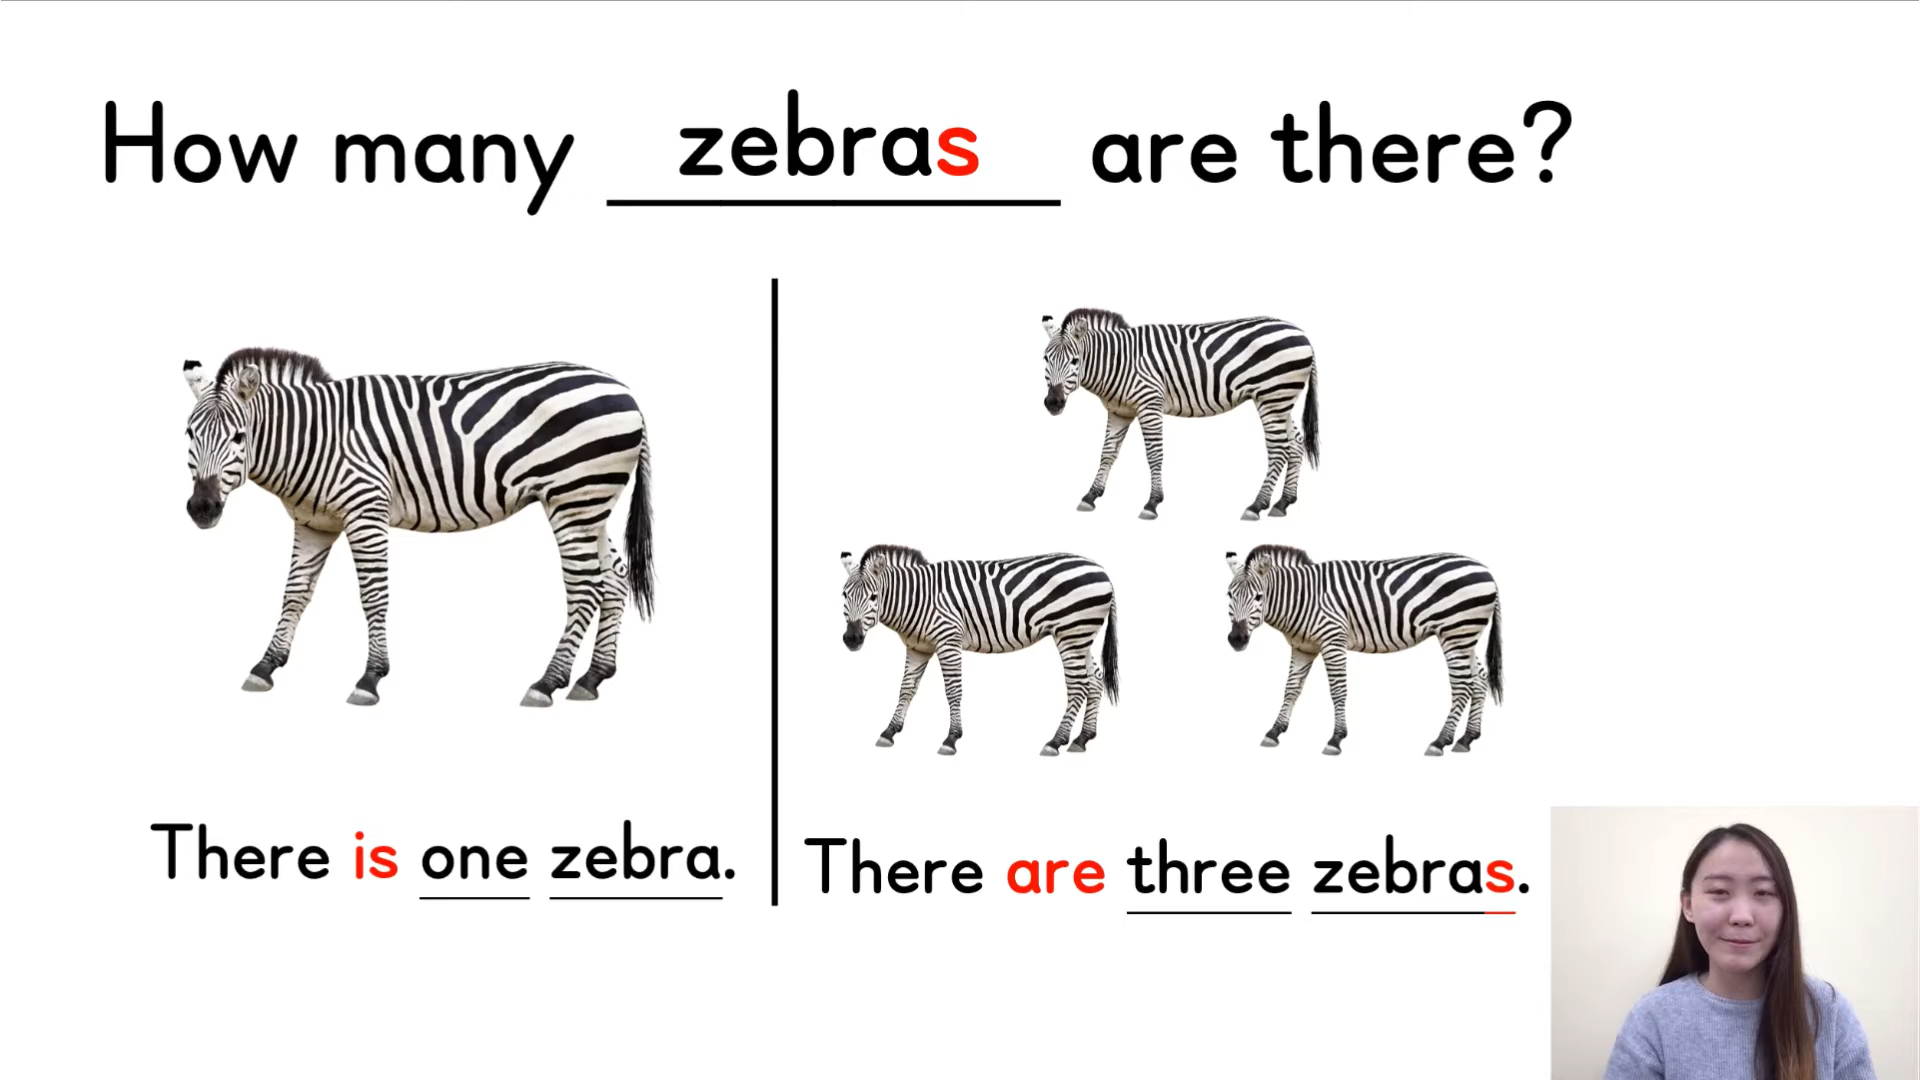 How many zebras are there?
There is one zebra.
There are three zebras.